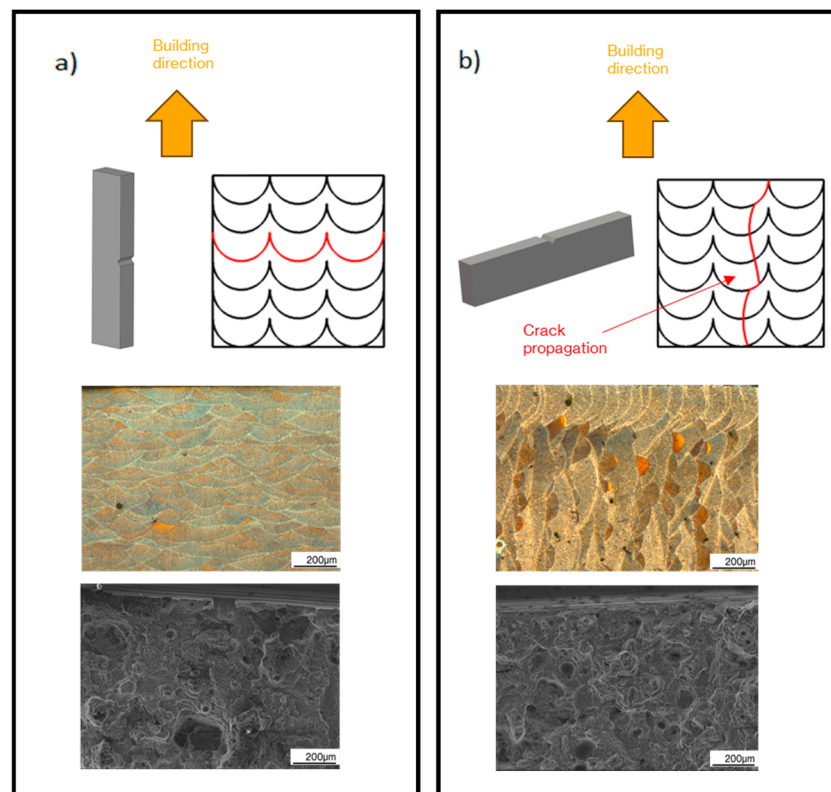 a)
Building
direction
200µm
200µm
b)
Building
direction
Crack
propagation
200µm
200µm